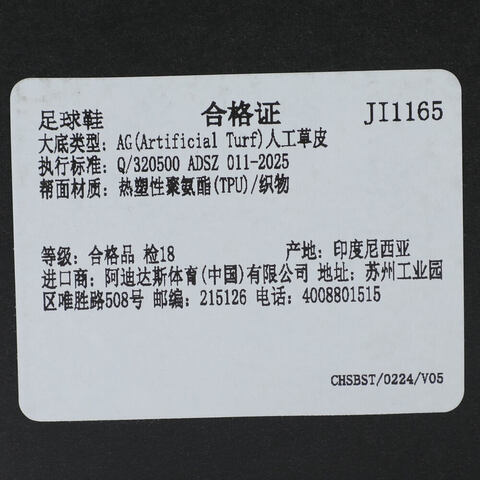 足球鞋 合格证 JI1165
大底类型: AG(Artificial Turf)人工草皮
执行标准: Q/320500 ADSZ 011-2025
帮面材质: 热塑性聚氨酯(TPU)/织物
等级: 合格品 检18 产地: 印度尼西亚
进口商: 阿迪达斯体育(中国)有限公司 地址: 苏州工业园
区唯胜路508号 邮编: 215126 电话: 4008801515
CHSBST/0224/V05